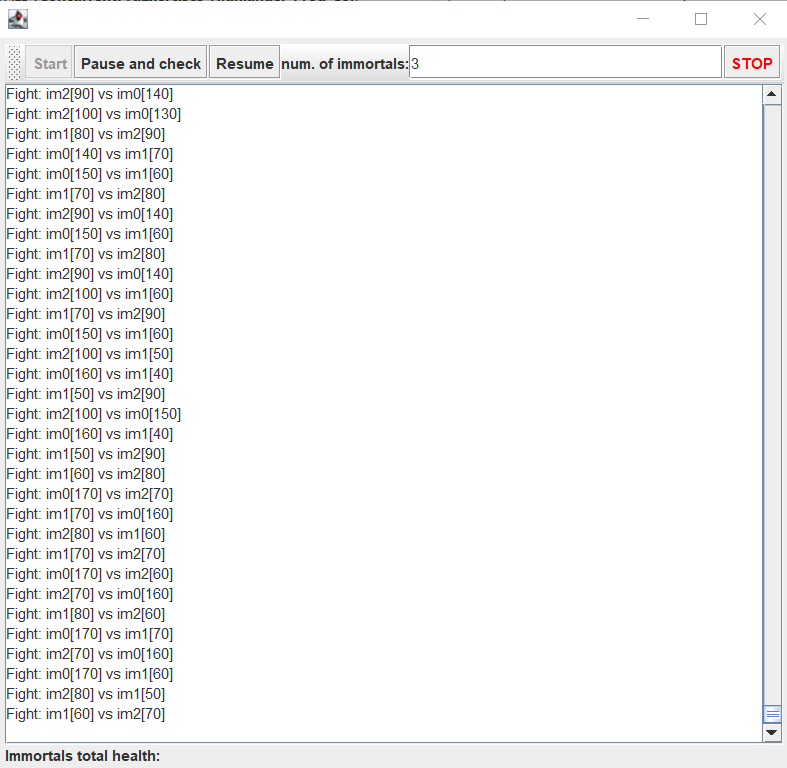 Start Pause and check Resume num. of immortals: 3 STOP
Fight: im2[90] vs im0[140]
Fight: im2[100] vs im0[130]
Fight: im1[80] vs im2[90]
Fight: im0[140] vs im1[70]
Fight: im0[150] vs im1[60]
Fight: im1[70] vs im2[80]
Fight: im2[90] vs im0[140]
Fight: im0[150] vs im1[60]
Fight: im1[70] vs im2[80]
Fight: im2[90] vs im0[140]
Fight: im2[100] vs im1[60]
Fight: im1[70] vs im2[90]
Fight: im0[150] vs im1[60]
Fight: im2[100] vs im1[50]
Fight: im0[160] vs im1[40]
Fight: im1[50] vs im2[90]
Fight: im2[100] vs im0[150]
Fight: im0[160] vs im1[40]
Fight: im1[50] vs im2[90]
Fight: im1[60] vs im2[80]
Fight: im0[170] vs im2[70]
Fight: im1[70] vs im0[160]
Fight: im2[80] vs im1[60]
Fight: im1[70] vs im2[70]
Fight: im0[170] vs im2[60]
Fight: im2[70] vs im0[160]
Fight: im1[80] vs im2[60]
Fight: im0[170] vs im1[70]
Fight: im2[70] vs im0[160]
Fight: im0[170] vs im1[60]
Fight: im2[80] vs im1[50]
Fight: im1[60] vs im2[70]
Immortals total health: